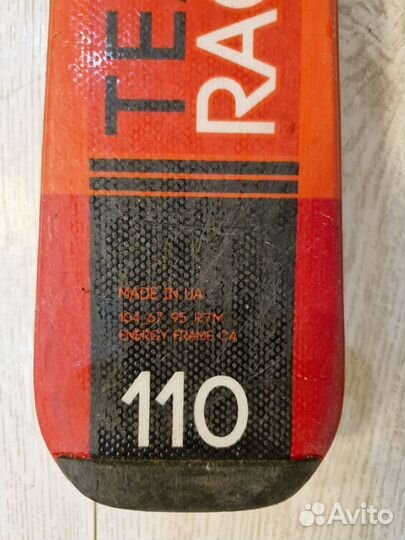 TE
RAC
MADE IN UA
104 67 95 R7M
ENERGY FRAME CA
110
Avito